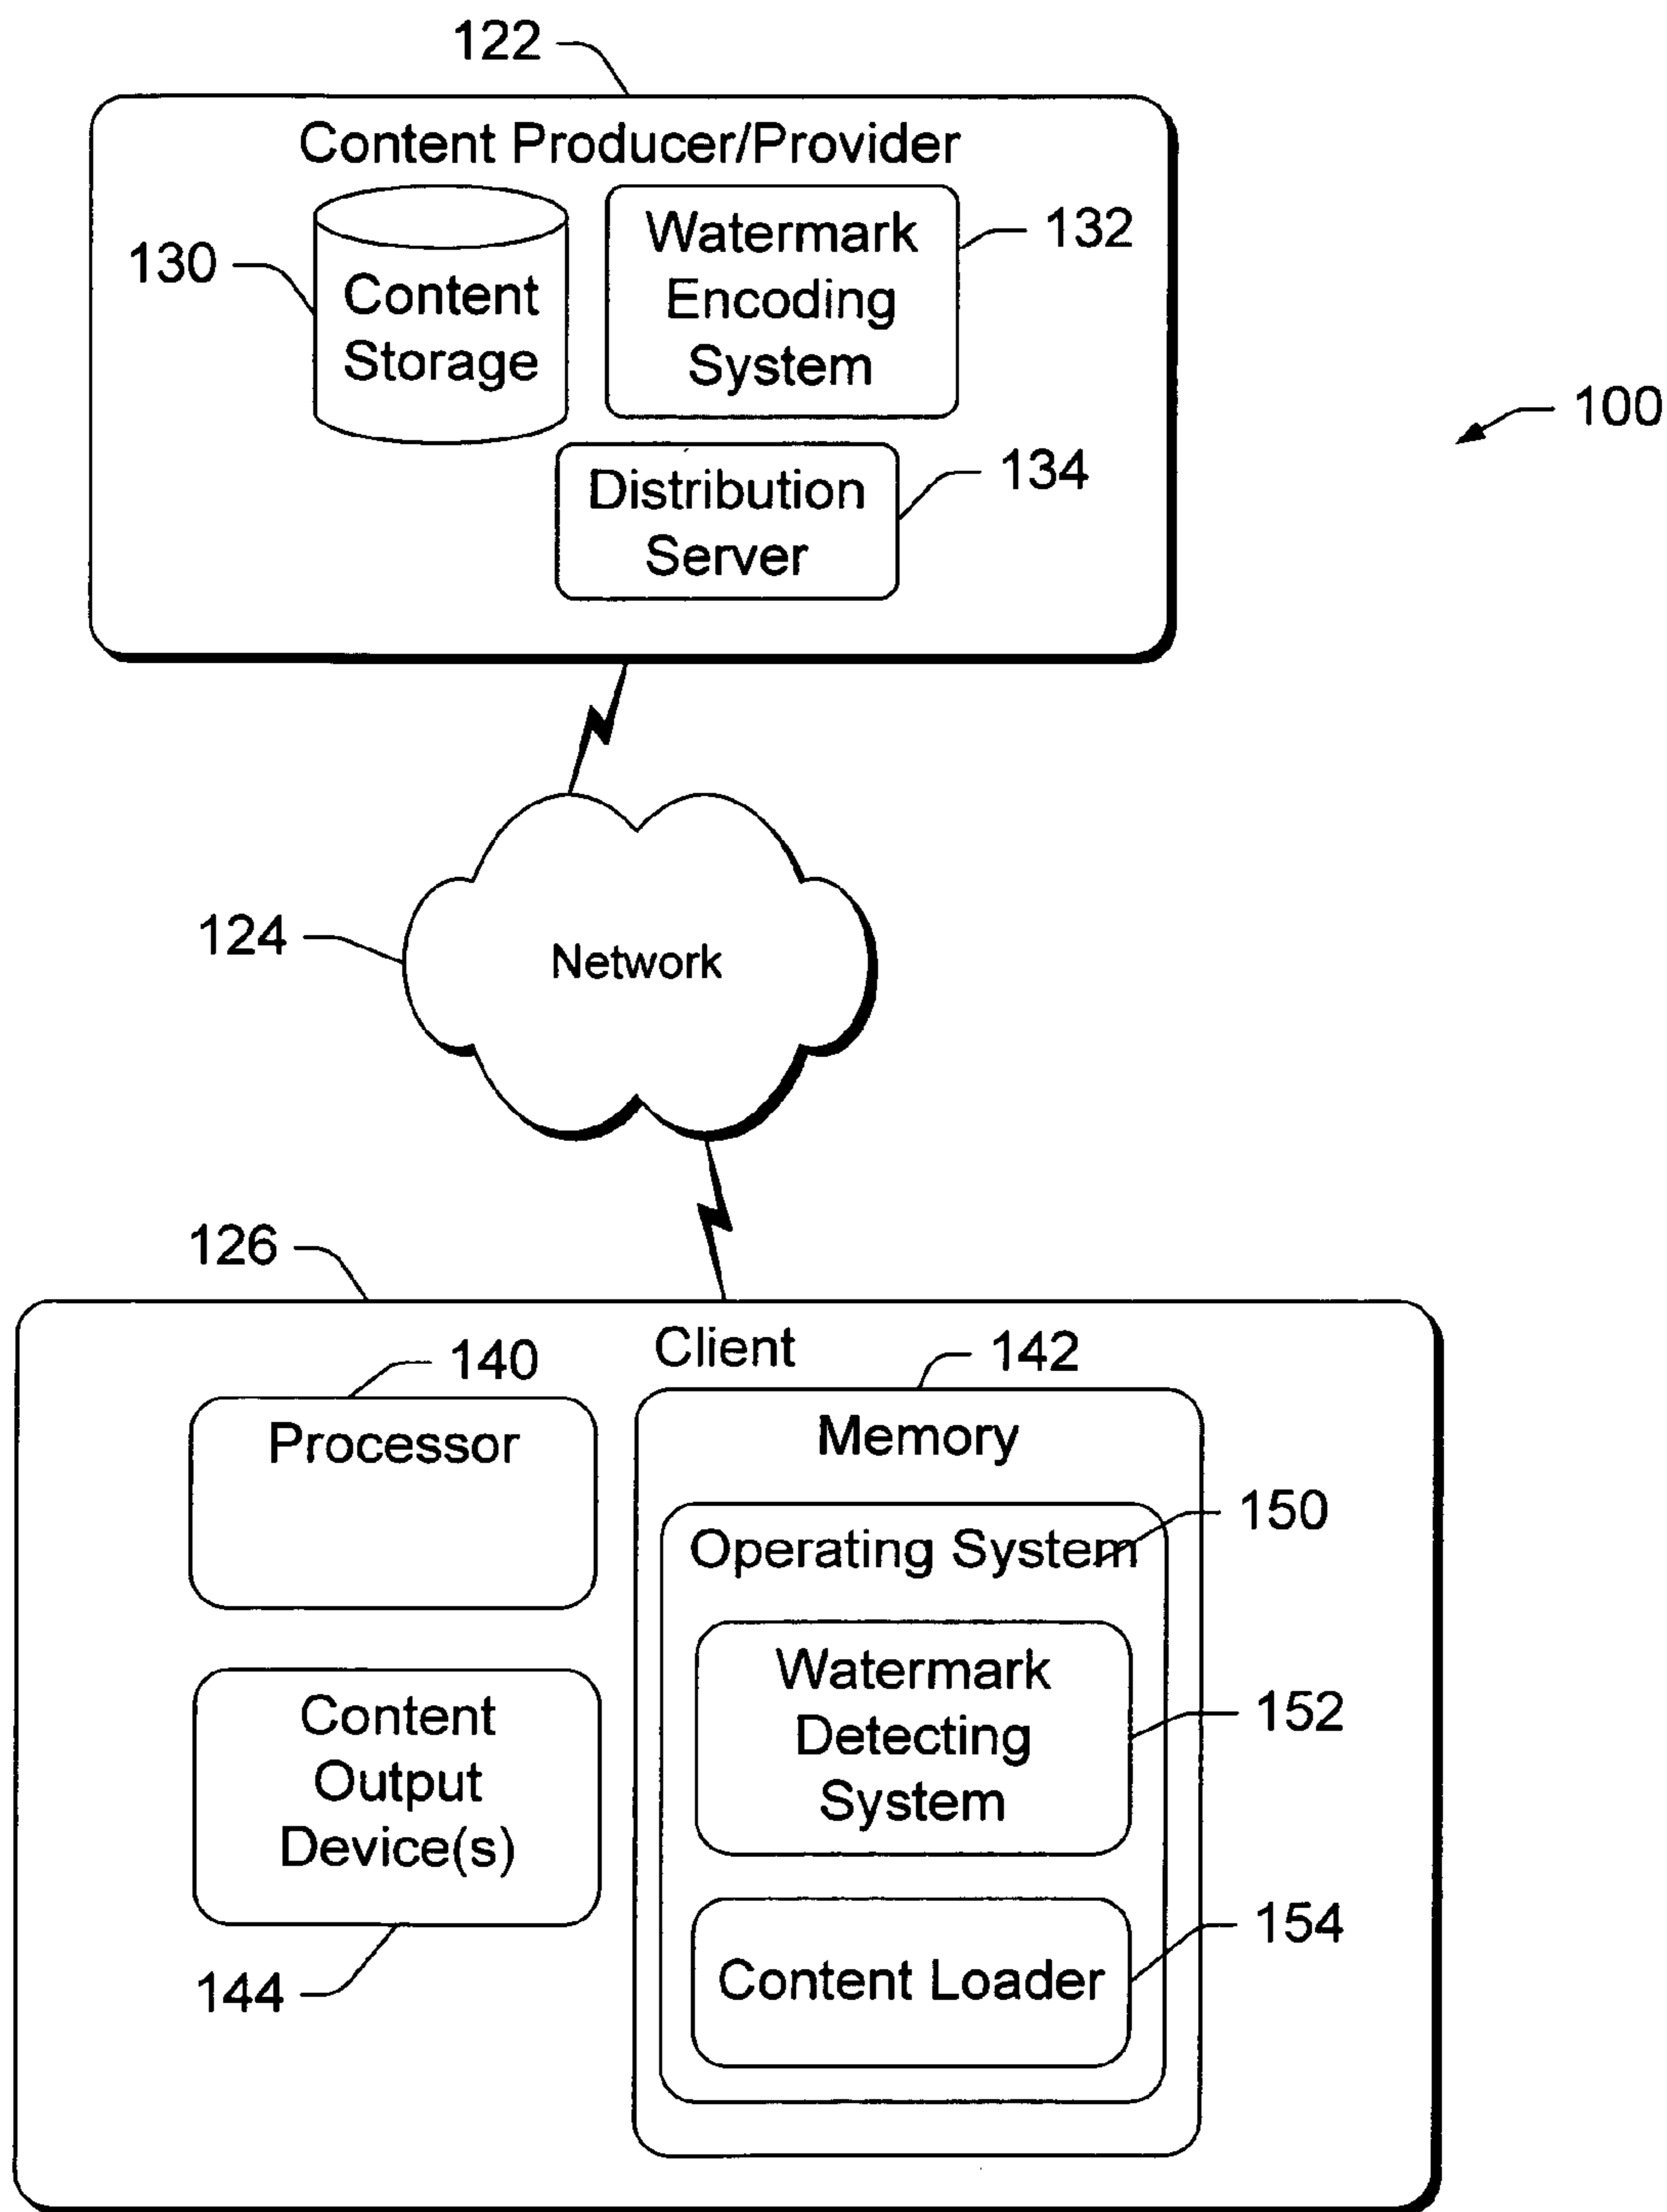 122
Content Producer/Provider
130
Content
Storage
Watermark
Encoding
System
132
100
Distribution
Server
134
124
Network
126
Client
140
Processor
142
Memory
150
Operating System
Watermark
Detecting
System
152
Content
Output
Device(s)
144
Content Loader
154